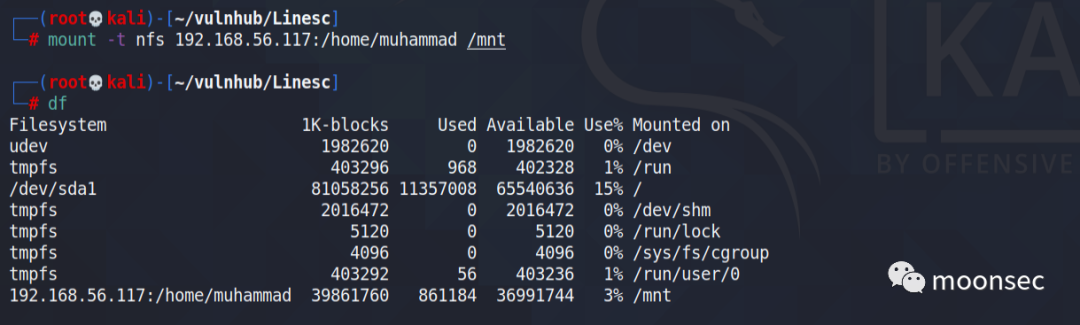 ┌──(root💀kali)-[~/vulnhub/Linesc]
└─# mount -t nfs 192.168.56.117:/home/muhammad /mnt
┌──(root💀kali)-[~/vulnhub/Linesc]
└─# df
Filesystem 1K-blocks Used Available Use% Mounted on
udev 1982620 0 1982620 0% /dev
tmpfs 403296 968 402328 1% /run
/dev/sda1 81058256 11357008 65540636 15% /
tmpfs 2016472 0 2016472 0% /dev/shm
tmpfs 5120 0 5120 0% /run/lock
tmpfs 4096 0 4096 0% /sys/fs/cgroup
tmpfs 403292 56 403236 1% /run/user/0
192.168.56.117:/home/muhammad 39861760 861184 36991744 3% /mnt
KA
BY OFFENSIVE
moonsec